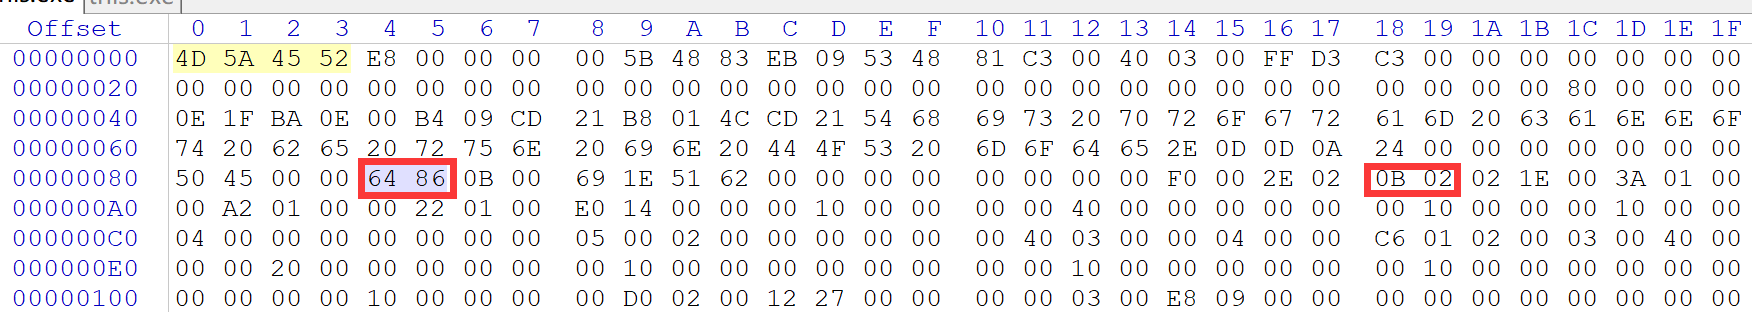 this.exe
this.exe
Offset 0 1 2 3 4 5 6 7 8 9 A B C D E F 10 11 12 13 14 15 16 17 18 19 1A 1B 1C 1D 1E 1F
00000000 4D 5A 45 52 E8 00 00 00 00 5B 48 83 EB 09 53 48 81 C3 00 40 03 00 FF D3 C3 00 00 00 00 00 00 00
00000020 00 00 00 00 00 00 00 00 00 00 00 00 00 00 00 00 00 00 00 00 00 00 00 00 00 00 00 00 80 00 00 00
00000040 0E 1F BA 0E 00 B4 09 CD 21 B8 01 4C CD 21 54 68 69 73 20 70 72 6F 67 72 61 6D 20 63 61 6E 6E 6F
00000060 74 20 62 65 20 72 75 6E 20 69 6E 20 44 4F 53 20 6D 6F 64 65 2E 0D 0D 0A 24 00 00 00 00 00 00 00
00000080 50 45 00 00 64 86 0B 00 69 1E 51 62 00 00 00 00 00 00 00 00 F0 00 2E 02 0B 02 02 1E 00 3A 01 00
000000A0 00 A2 01 00 00 22 01 00 E0 14 00 00 00 10 00 00 00 00 40 00 00 00 00 00 00 10 00 00 00 10 00 00
000000C0 04 00 00 00 00 00 00 00 05 00 02 00 00 00 00 00 00 40 03 00 00 04 00 00 C6 01 02 00 03 00 40 00
000000E0 00 00 20 00 00 00 00 00 00 10 00 00 00 00 00 00 00 00 10 00 00 00 00 00 00 10 00 00 00 00 00 00
00000100 00 00 00 00 10 00 00 00 00 D0 02 00 12 27 00 00 00 00 03 00 E8 09 00 00 00 00 00 00 00 00 00 00